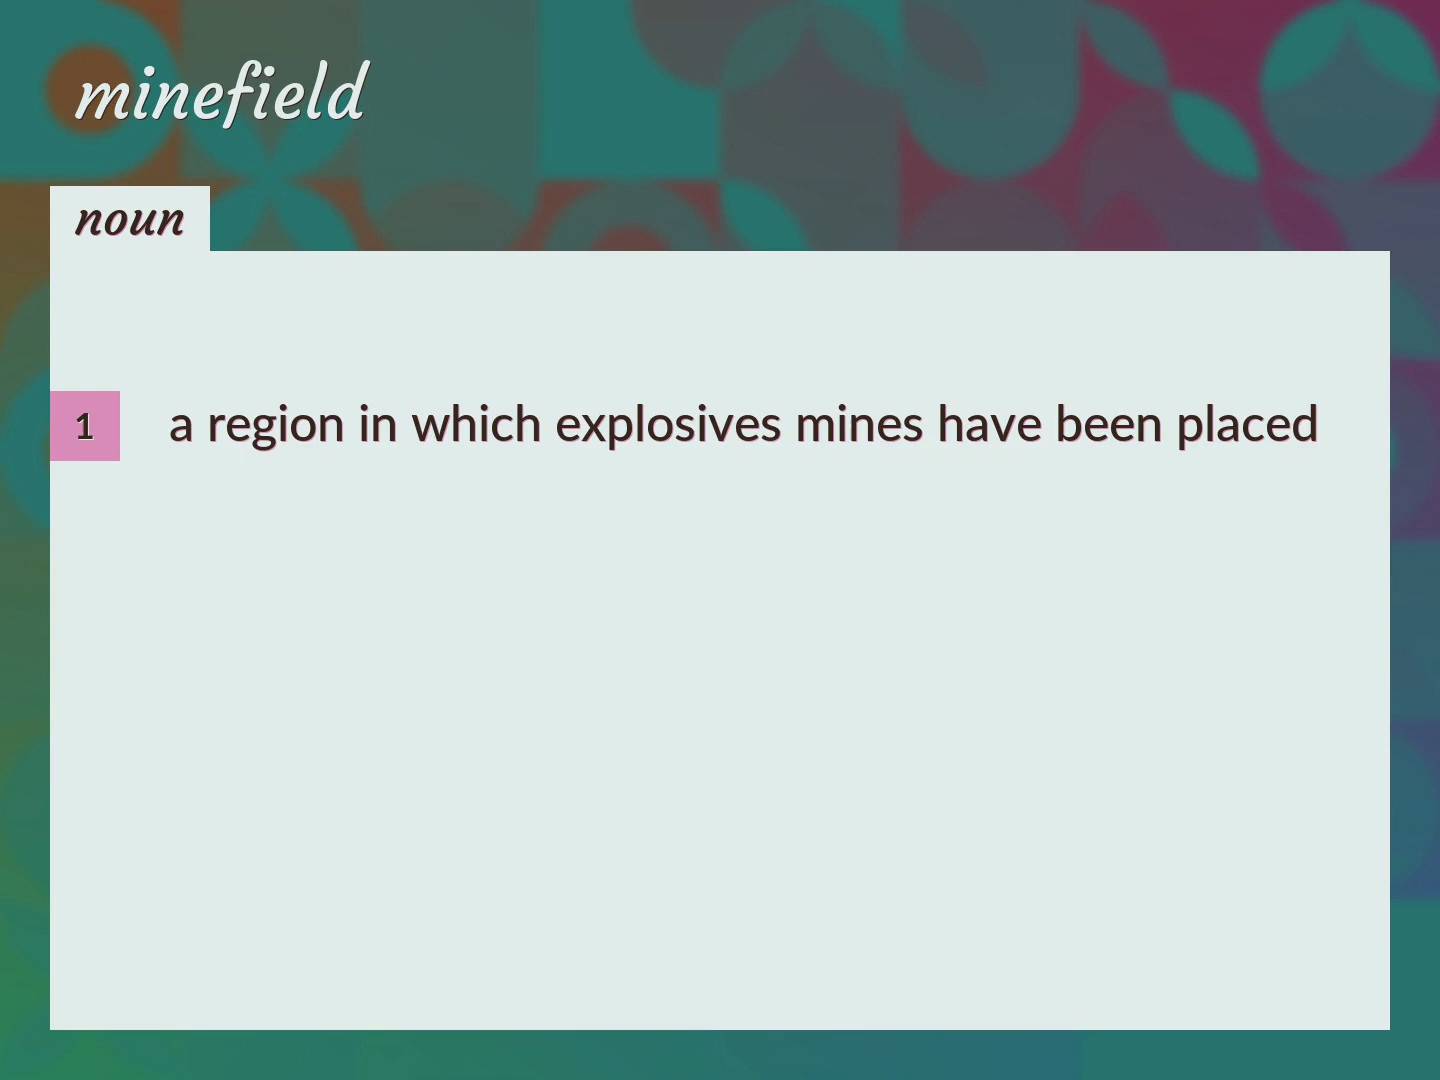 minefield
noun
1 a region in which explosives mines have been placed